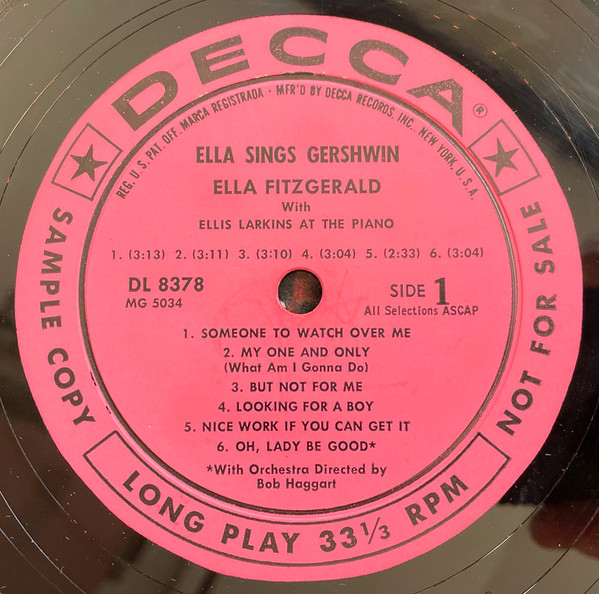 DECCA®
REG. U.S. PAT. OFF. MARCA REGISTRADA • MFR'D BY DECCA RECORDS, INC., NEW YORK, U.S.A.
ELLA SINGS GERSHWIN
ELLA FITZGERALD
With
ELLIS LARKINS AT THE PIANO
1. (3:13) 2. (3:11) 3. (3:10) 4. (3:04) 5. (2:33) 6. (3:04)
DL 8378
MG 5034
SIDE 1
All Selections ASCAP
1. SOMEONE TO WATCH OVER ME
2. MY ONE AND ONLY
(What Am I Gonna Do)
3. BUT NOT FOR ME
4. LOOKING FOR A BOY
5. NICE WORK IF YOU CAN GET IT
6. OH, LADY BE GOOD*
*With Orchestra Directed by
Bob Haggart
SAMPLE COPY
NOT FOR SALE
LONG PLAY 33 1/3 RPM